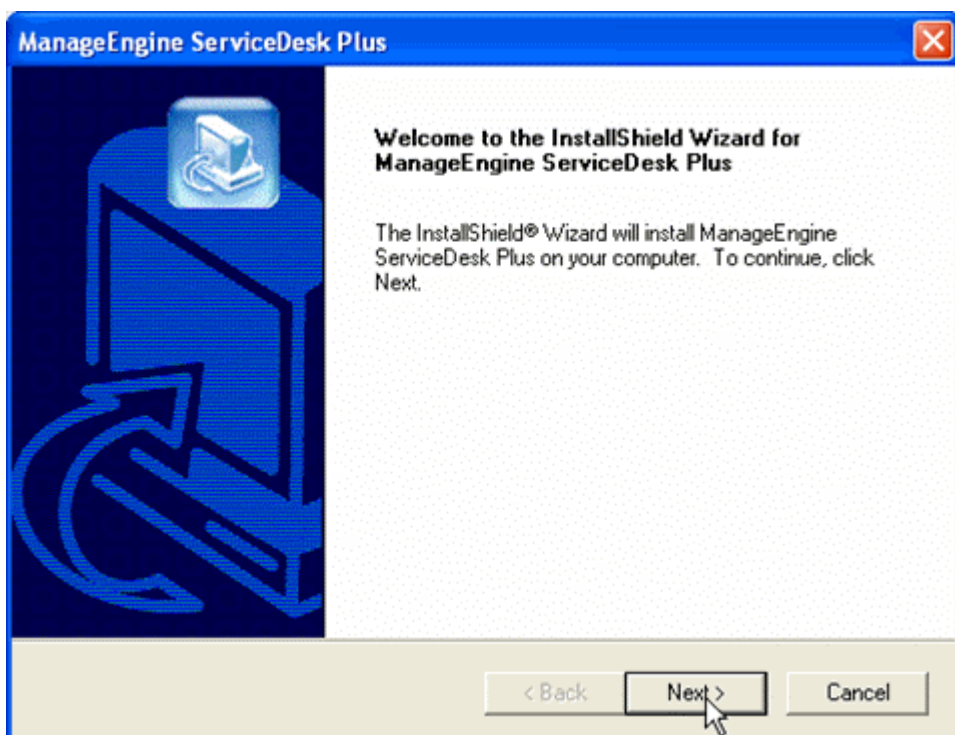 ManageEngine ServiceDesk Plus
Welcome to the InstallShield Wizard for
ManageEngine ServiceDesk Plus
The InstallShield® Wizard will install ManageEngine
ServiceDesk Plus on your computer. To continue, click
Next.
< Back Next > Cancel